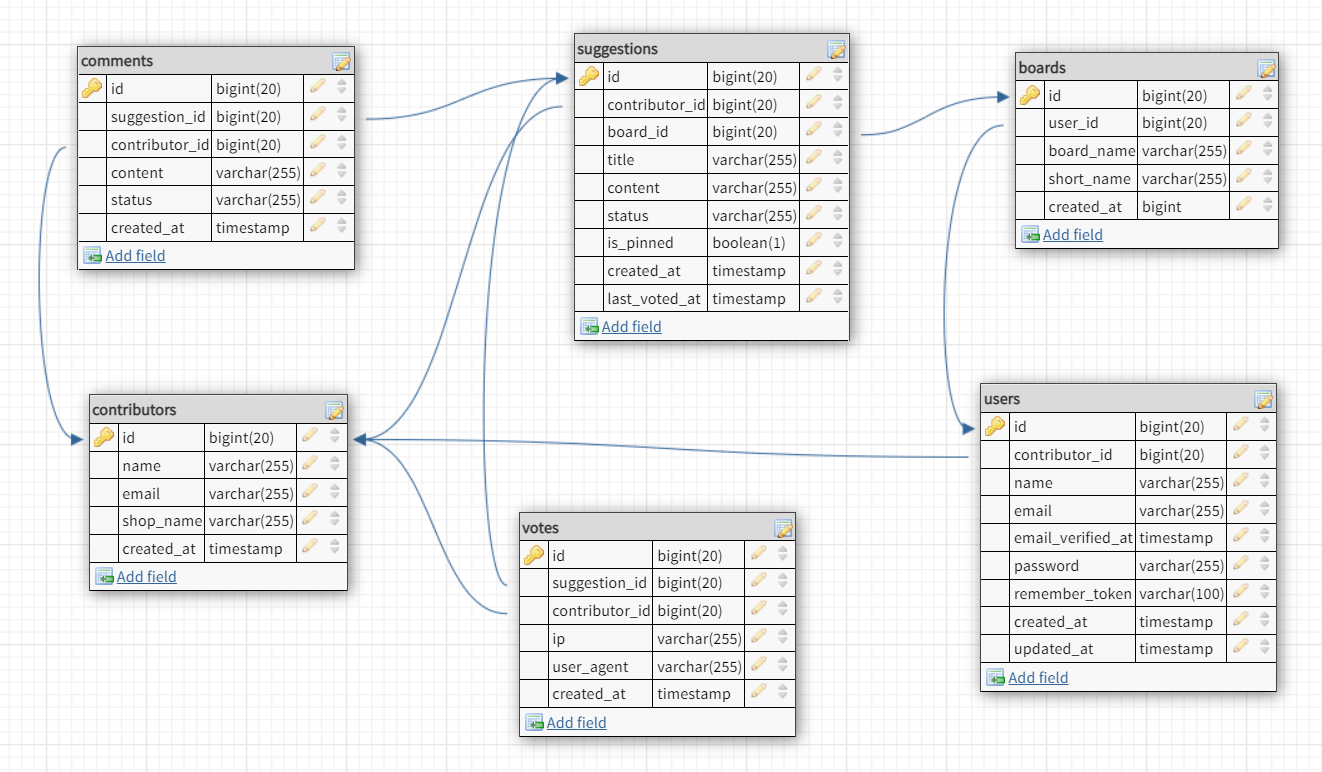 comments
id bigint(20)
suggestion_id bigint(20)
contributor_id bigint(20)
content varchar(255)
status varchar(255)
created_at timestamp
Add field
suggestions
id bigint(20)
contributor_id bigint(20)
board_id bigint(20)
title varchar(255)
content varchar(255)
status varchar(255)
is_pinned boolean(1)
created_at timestamp
last_voted_at timestamp
Add field
boards
id bigint(20)
user_id bigint(20)
board_name varchar(255)
short_name varchar(255)
created_at bigint
Add field
contributors
id bigint(20)
name varchar(255)
email varchar(255)
shop_name varchar(255)
created_at timestamp
Add field
votes
id bigint(20)
suggestion_id bigint(20)
contributor_id bigint(20)
ip varchar(255)
user_agent varchar(255)
created_at timestamp
Add field
users
id bigint(20)
contributor_id bigint(20)
name varchar(255)
email varchar(255)
email_verified_at timestamp
password varchar(255)
remember_token varchar(100)
created_at timestamp
updated_at timestamp
Add field